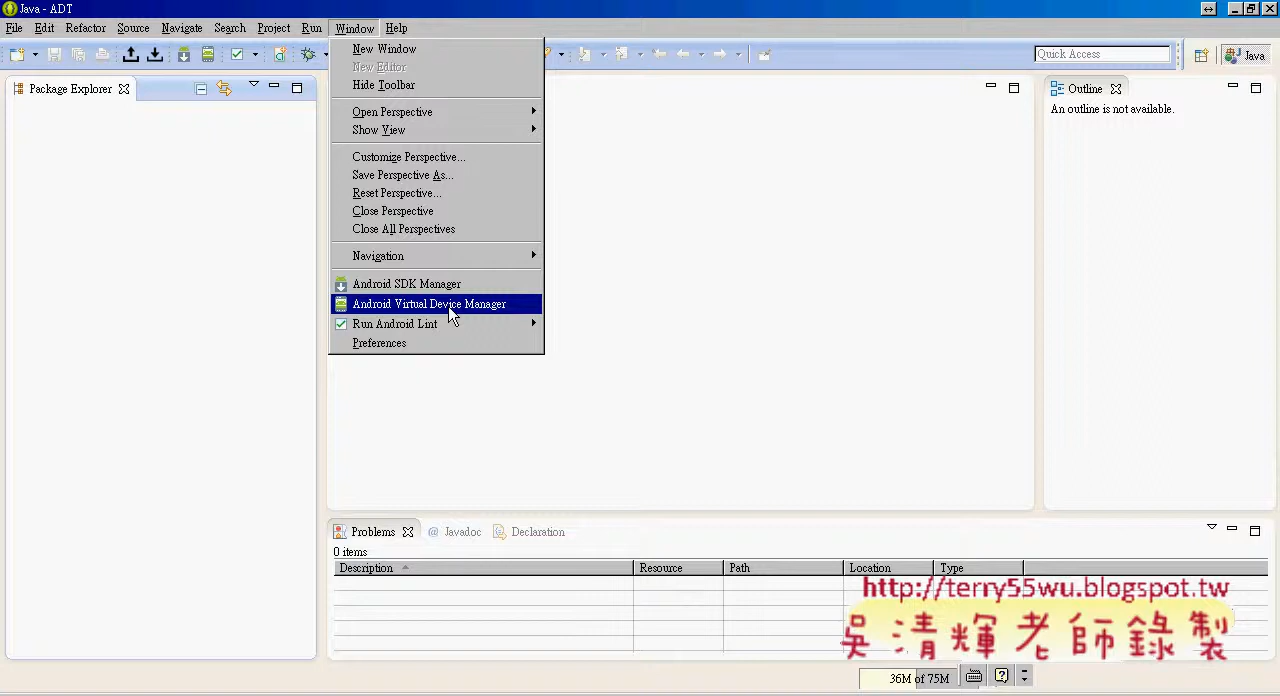 Java - ADT
File Edit Refactor Source Navigate Search Project Run Window Help
New Window
New Editor
Hide Toolbar
Open Perspective
Show View
Customize Perspective...
Save Perspective As...
Reset Perspective...
Close Perspective
Close All Perspectives
Navigation
Android SDK Manager
Android Virtual Device Manager
Run Android Lint
Preferences
Quick Access
Java
Package Explorer
Outline
An outline is not available.
Problems @ Javadoc Declaration
0 items
Description Resource Path Location Type
http://terry55wu.blogspot.tw
吳清輝老師錄製
36M of 75M